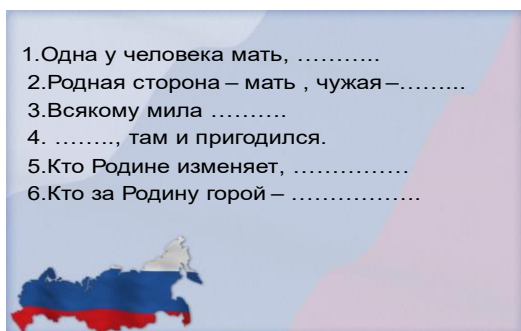 1.Одна у человека мать, ………..
2.Родная сторона – мать , чужая –……...
3.Всякому мила ……….
4. …….., там и пригодился.
5.Кто Родине изменяет, ……………
6.Кто за Родину горой – ……………..